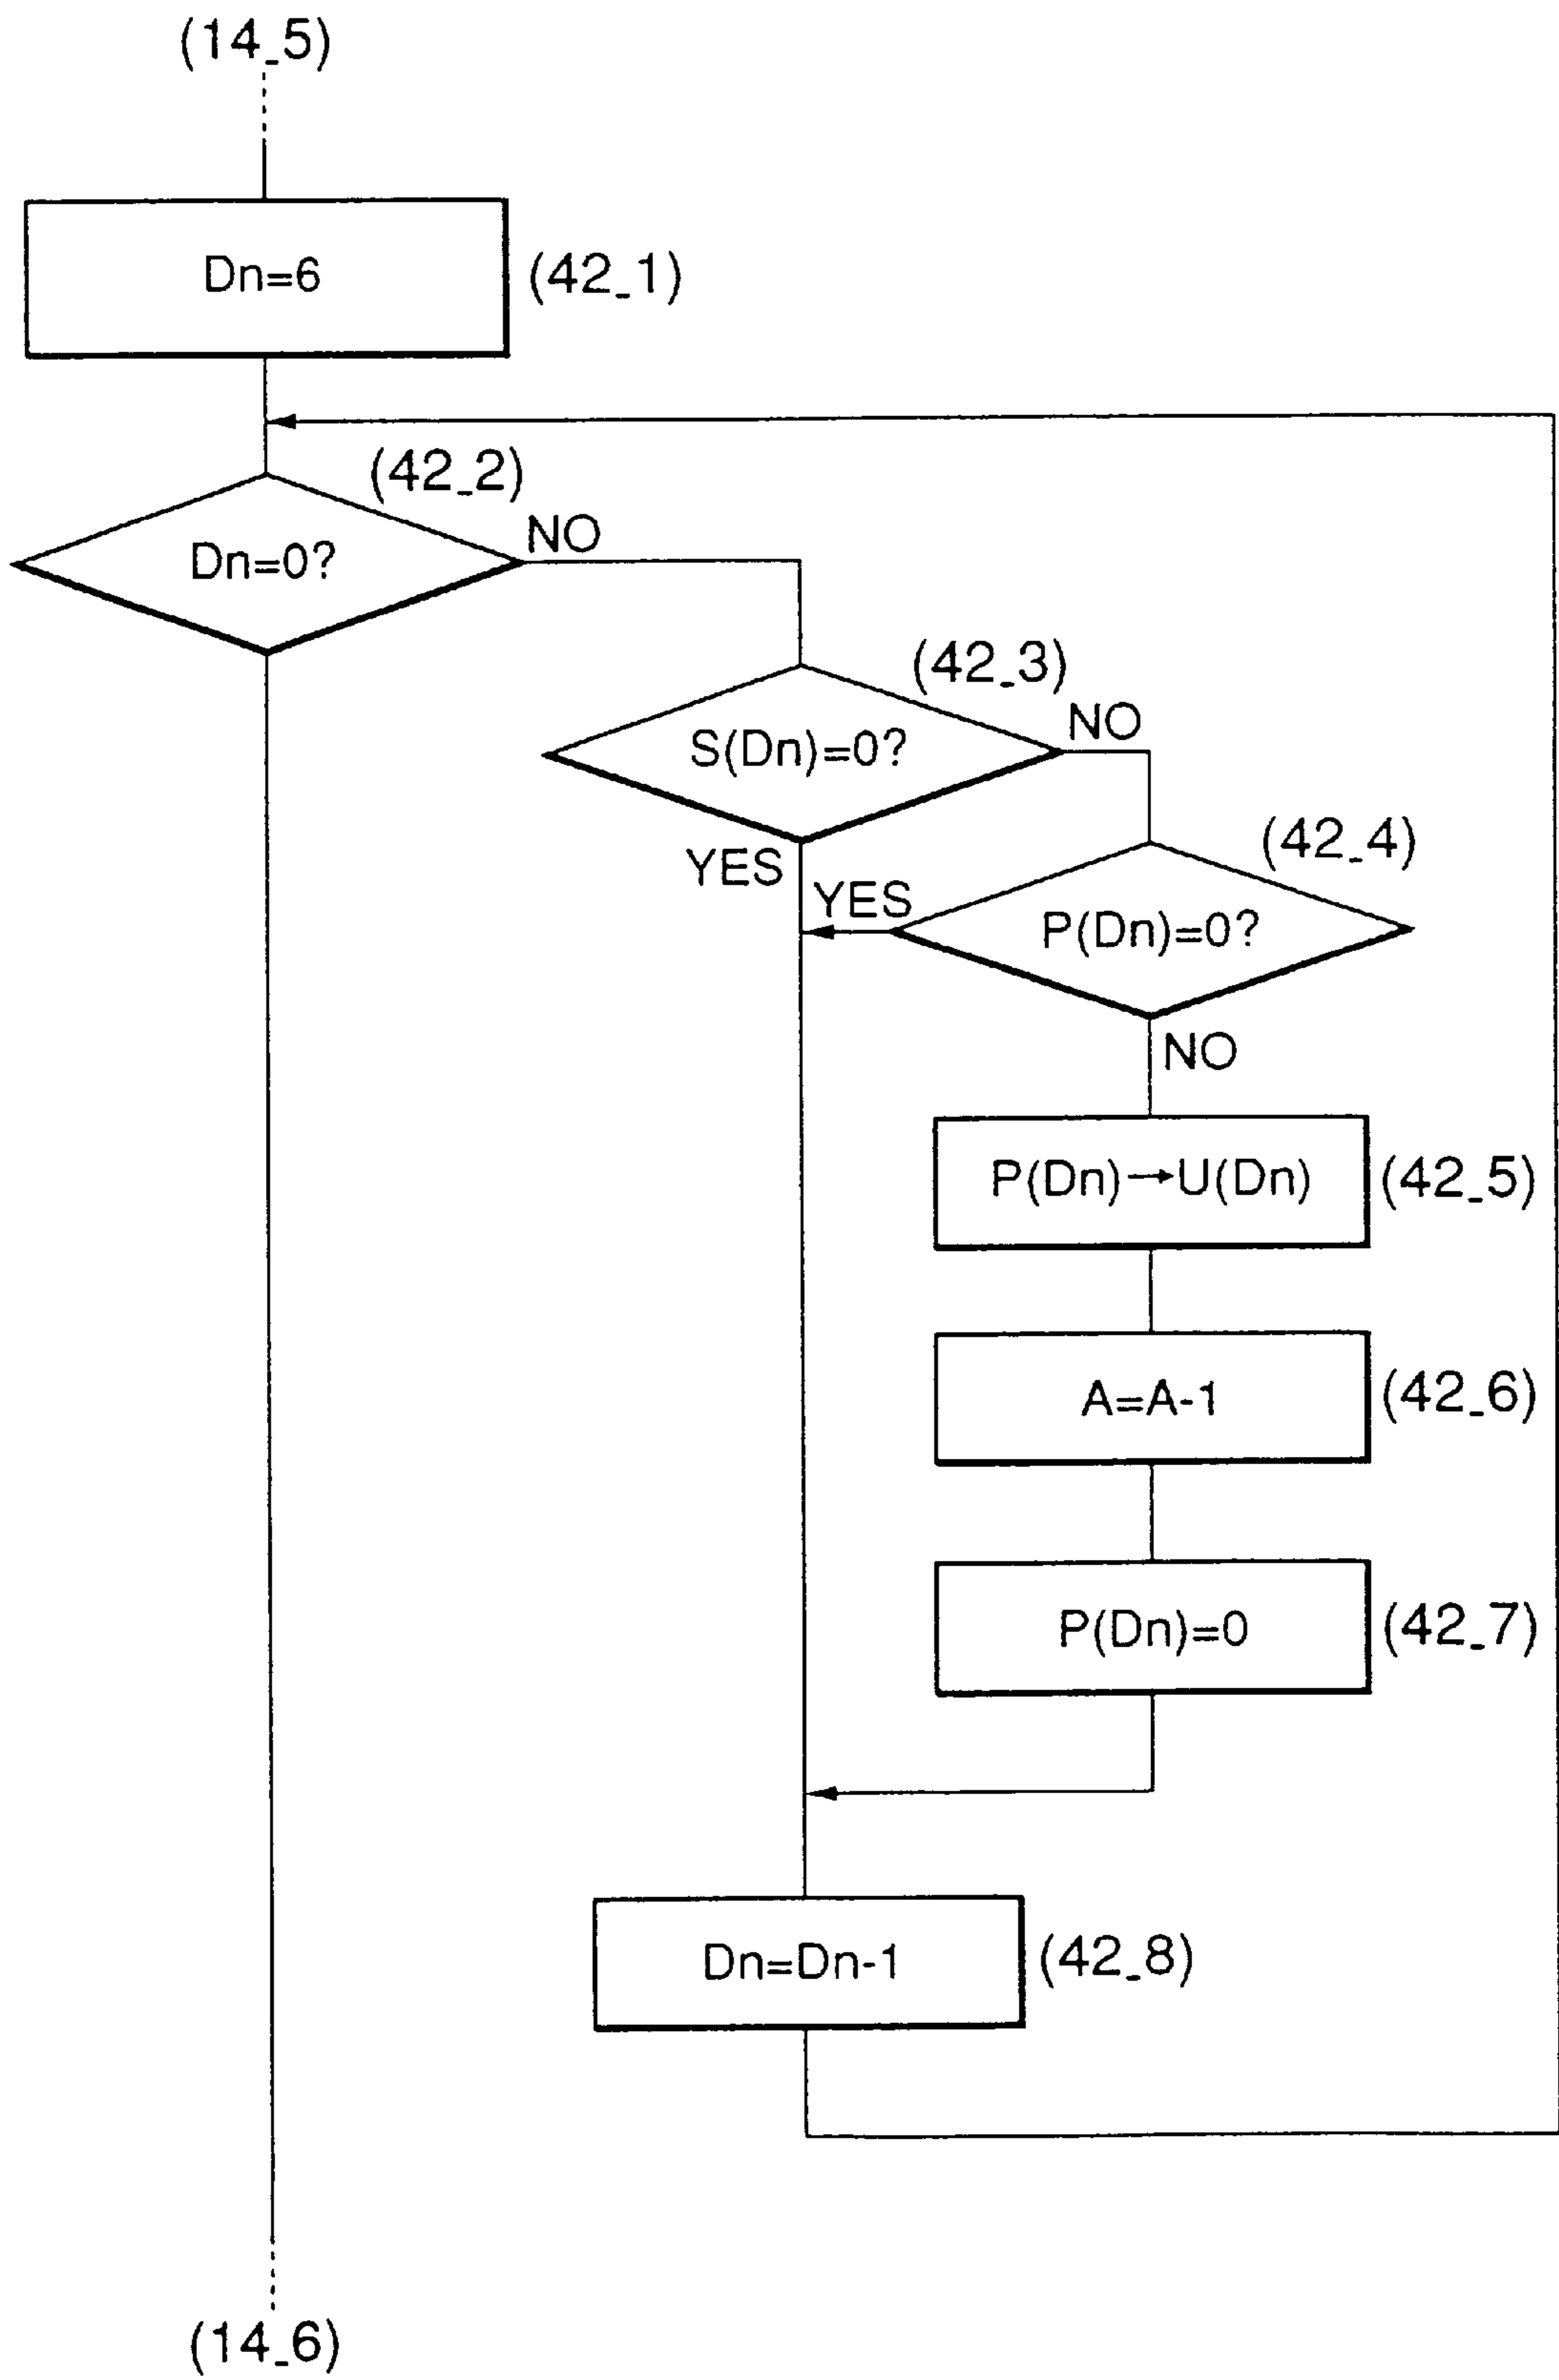 (14_5)
Dn=6
(42_1)
(42_2)
Dn=0?
NO
(42_3)
S(Dn)=0?
NO
YES
(42_4)
YES
P(Dn)=0?
NO
P(Dn)→U(Dn)
(42_5)
A=A-1
(42_6)
P(Dn)=0
(42_7)
Dn=Dn-1
(42_8)
(14_6)